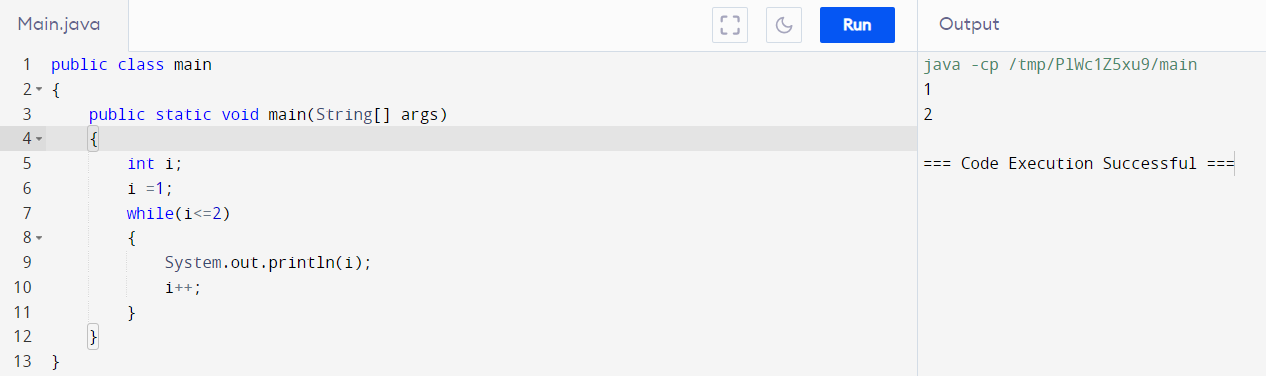 Main.java
Run
Output
1 public class main
2 {
3 public static void main(String[] args)
4 {
5 int i;
6 i =1;
7 while(i<=2)
8 {
9 System.out.println(i);
10 i++;
11 }
12 }
13 }
java -cp /tmp/PlWc1Z5xu9/main
1
2
=== Code Execution Successful ===